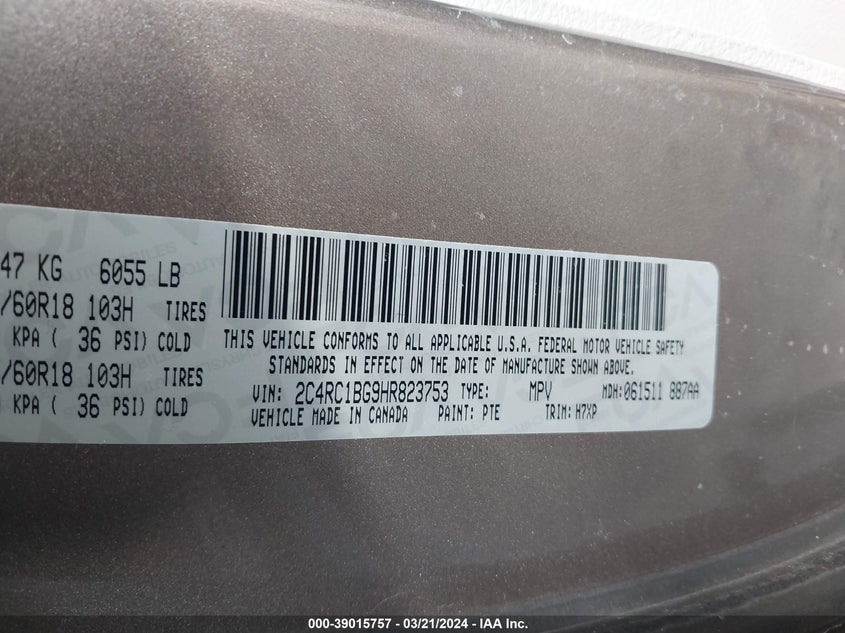 47 KG 6055 LB
/60R18 103H TIRES
KPA ( 36 PSI) COLD
/60R18 103H TIRES
KPA ( 36 PSI) COLD
THIS VEHICLE CONFORMS TO ALL APPLICABLE U.S.A. FEDERAL MOTOR VEHICLE SAFETY
STANDARDS IN EFFECT ON THE DATE OF MANUFACTURE SHOWN ABOVE.
VIN: 2C4RC1BG9HR823753 TYPE: MPV MDH:061511 887AA
VEHICLE MADE IN CANADA PAINT: PTE TRIM: H7XP
000-39015757 - 03/21/2024 - IAA Inc.